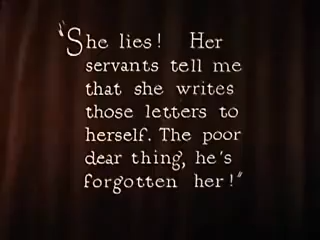 "She lies! Her
servants tell me
that she writes
those letters to
herself. The poor
dear thing, he's
forgotten her!"